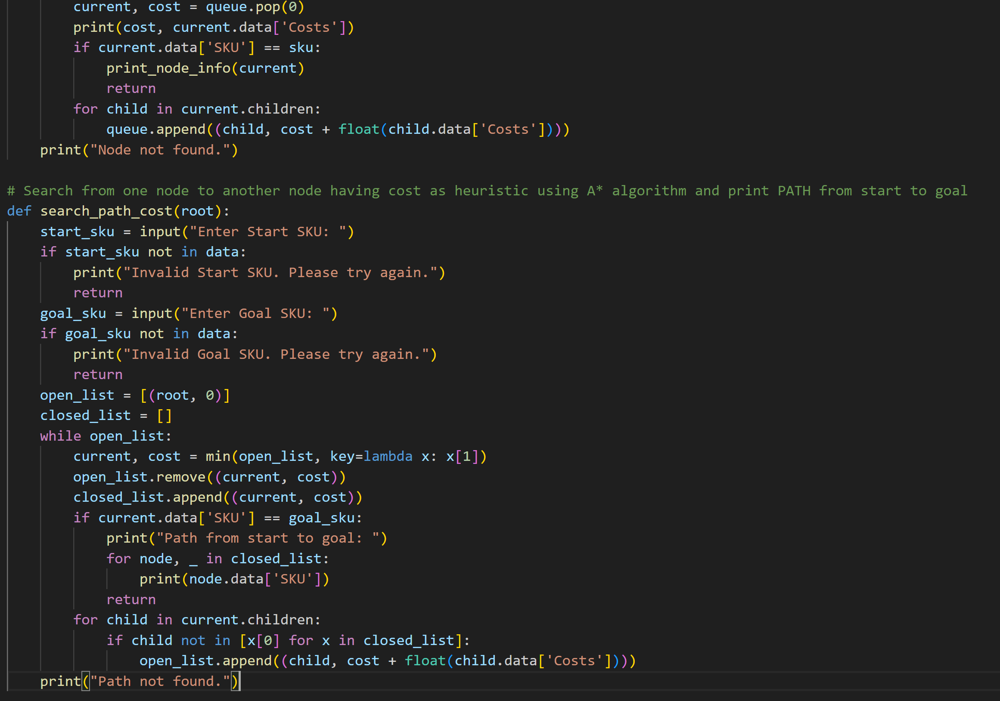 current, cost = queue.pop(0)
print(cost, current.data['Costs'])
if current.data['SKU'] == sku:
print_node_info(current)
return
for child in current.children:
queue.append((child, cost + float(child.data['Costs'])))
print("Node not found.")
# Search from one node to another node having cost as heuristic using A* algorithm and print PATH from start to goal
def search_path_cost(root):
start_sku = input("Enter Start SKU: ")
if start_sku not in data:
print("Invalid Start SKU. Please try again.")
return
goal_sku = input("Enter Goal SKU: ")
if goal_sku not in data:
print("Invalid Goal SKU. Please try again.")
return
open_list = [(root, 0)]
closed_list = []
while open_list:
current, cost = min(open_list, key=lambda x: x[1])
open_list.remove((current, cost))
closed_list.append((current, cost))
if current.data['SKU'] == goal_sku:
print("Path from start to goal: ")
for node, _ in closed_list:
print(node.data['SKU'])
return
for child in current.children:
if child not in [x[0] for x in closed_list]:
open_list.append((child, cost + float(child.data['Costs'])))
print("Path not found.")